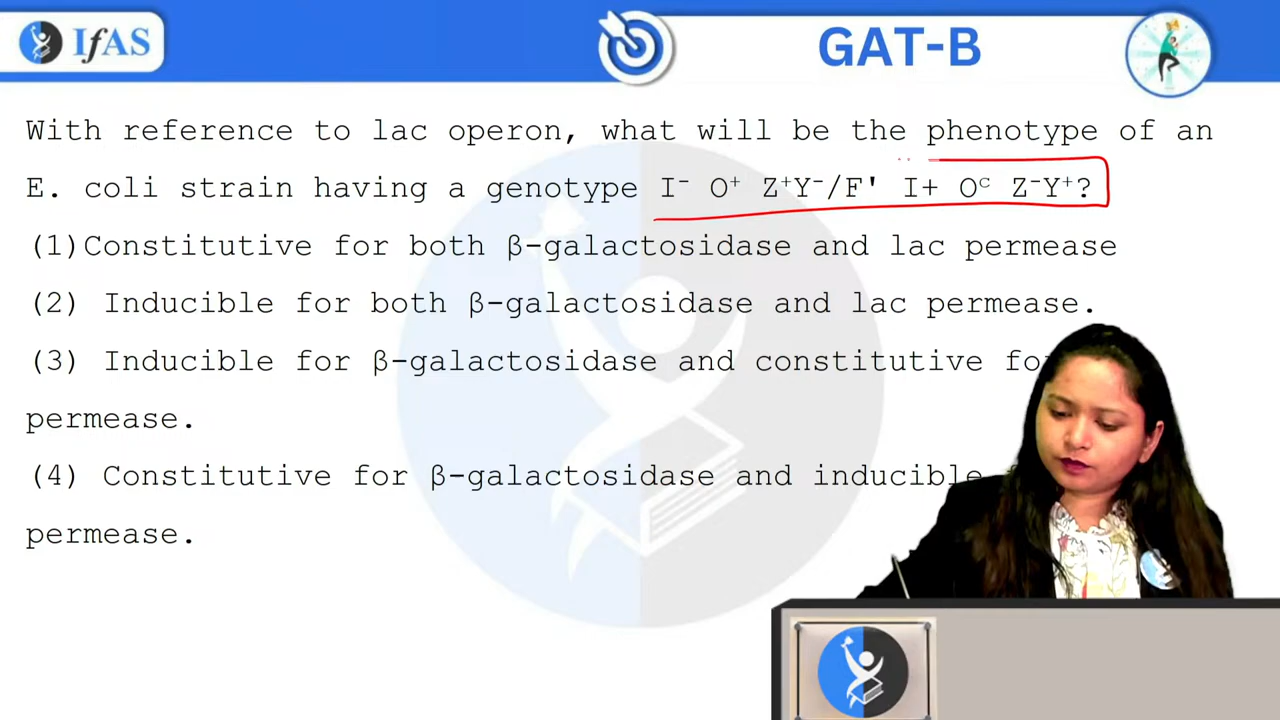 IfAS
GAT-B
With reference to lac operon, what will be the phenotype of an
E. coli strain having a genotype I⁻ O⁺ Z⁺Y⁻/F' I+ Oᶜ Z⁻Y⁺?
(1)Constitutive for both β-galactosidase and lac permease
(2) Inducible for both β-galactosidase and lac permease.
(3) Inducible for β-galactosidase and constitutive
permease.
(4) Constitutive for β-galactosidase and inducible
permease.